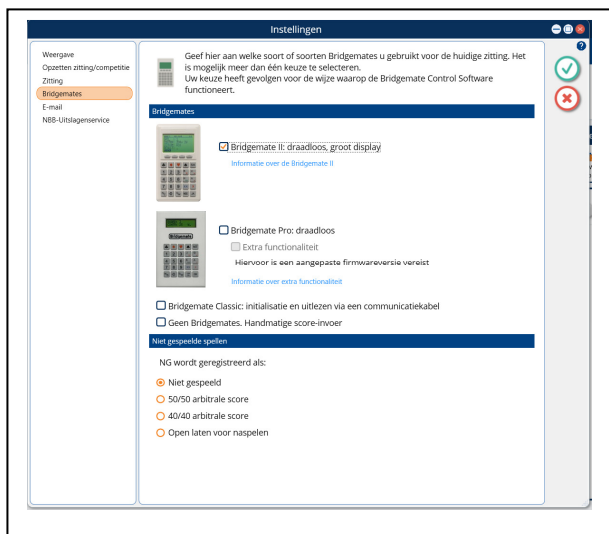 Instellingen
Weergave
Opzetten zitting/competitie
Zitting
Bridgemates
E-mail
NBB-Uitslagenservice
Geef hier aan welke soort of soorten Bridgemates u gebruikt voor de huidige zitting. Het
is mogelijk meer dan één keuze te selecteren.
Uw keuze heeft gevolgen voor de wijze waarop de Bridgemate Control Software
functioneert.
Bridgemates
Bridgemate II: draadloos, groot display
Informatie over de Bridgemate II
Bridgemate
Bridgemate Pro: draadloos
Extra functionaliteit
Hiervoor is een aangepaste firmwareversie vereist
Informatie over extra functionaliteit
Bridgemate Classic: initialisatie en uitlezen via een communicatiekabel
Geen Bridgemates. Handmatige score-invoer
Niet gespeelde spellen
NG wordt geregistreerd als:
Niet gespeeld
50/50 arbitrale score
40/40 arbitrale score
Open laten voor naspelen